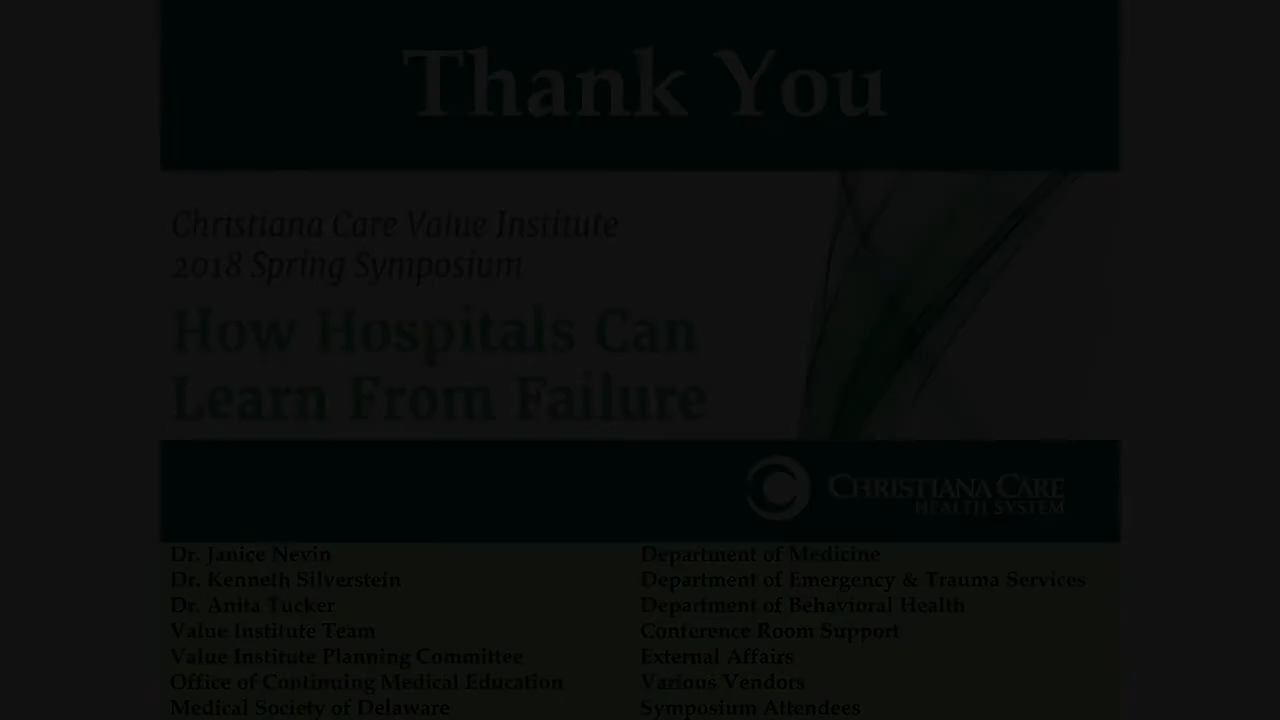 Thank You
Christiana Care Value Institute
2018 Spring Symposium
How Hospitals Can
Learn From Failure
CHRISTIANA CARE
HEALTH SYSTEM
Dr. Janice Nevin
Dr. Kenneth Silverstein
Dr. Anita Tucker
Value Institute Team
Value Institute Planning Committee
Office of Continuing Medical Education
Medical Society of Delaware
Department of Medicine
Department of Emergency & Trauma Services
Department of Behavioral Health
Conference Room Support
External Affairs
Various Vendors
Symposium Attendees